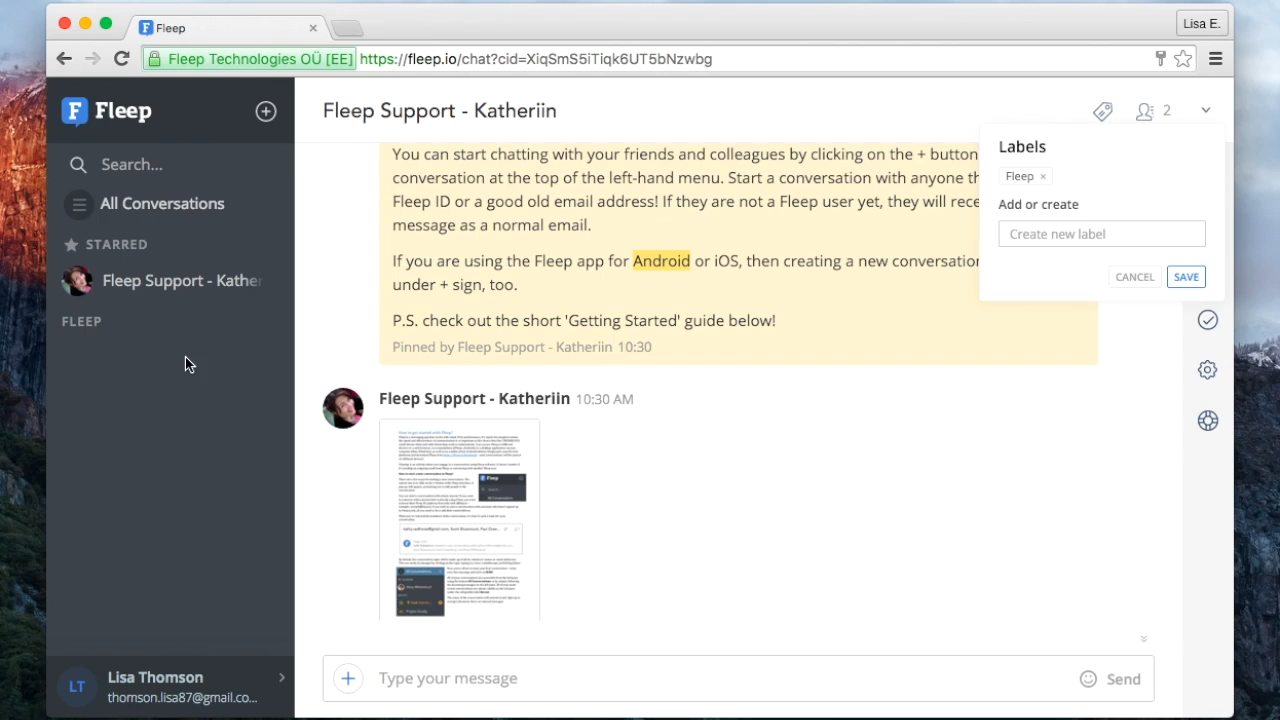 Fleep
Lisa E.
Fleep Technologies OÜ [EE] https://fleep.io/chat?cid=XiqSmS5iTiqk6UT5bNzwbg
Fleep
Search...
All Conversations
STARRED
Fleep Support - Kathe
FLEEP
Lisa Thomson
LT
thomson.lisa87@gmail.co...
Fleep Support - Katheriin
2
You can start chatting with your friends and colleagues by clicking on the + button
conversation at the top of the left-hand menu. Start a conversation with anyone th
Fleep ID or a good old email address! If they are not a Fleep user yet, they will rece
message as a normal email.
If you are using the Fleep app for Android or iOS, then creating a new conversation
under + sign, too.
P.S. check out the short 'Getting Started' guide below!
Pinned by Fleep Support - Katheriin 10:30
Labels
Fleep ×
Add or create
Create new label
CANCEL SAVE
Fleep Support - Katheriin 10:30 AM
Type your message
Send